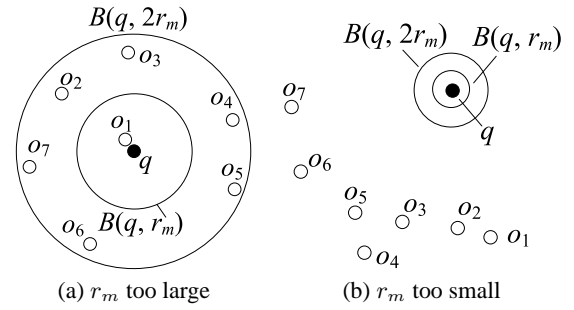 B(q, 2r_m)
o_3
o_2
o_4
o_1
q
o_7
o_5
o_6
B(q, r_m)
(a) r_m too large
B(q, 2r_m)
B(q, r_m)
q
o_7
o_6
o_5
o_3
o_2
o_1
o_4
(b) r_m too small